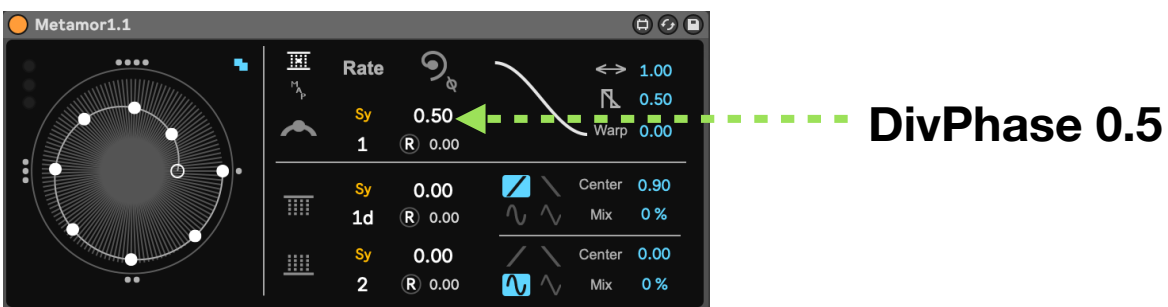 Metamor1.1
MAP
Rate
Φ
1.00
0.50
Warp 0.00
Sy 0.50
1 R 0.00
DivPhase 0.5
Sy 0.00
1d R 0.00
Center 0.90
Mix 0 %
Sy 0.00
2 R 0.00
Center 0.00
Mix 0 %